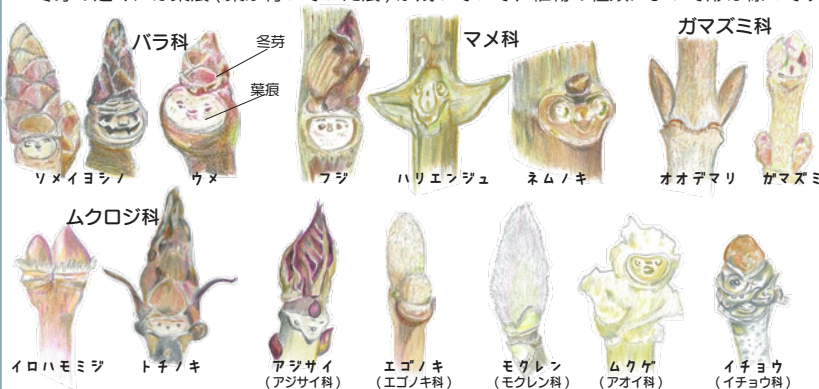 バラ科
冬芽
葉痕
マメ科
ガマズミ科
ソメイヨシノ
ウメ
フジ
ハリエンジュ
ネムノキ
オオデマリ
ガマズミ
ムクロジ科
イロハモミジ
トチノキ
アジサイ
(アジサイ科)
エゴノキ
(エゴノキ科)
モクレン
(モクレン科)
ムクゲ
(アオイ科)
イチョウ
(イチョウ科)